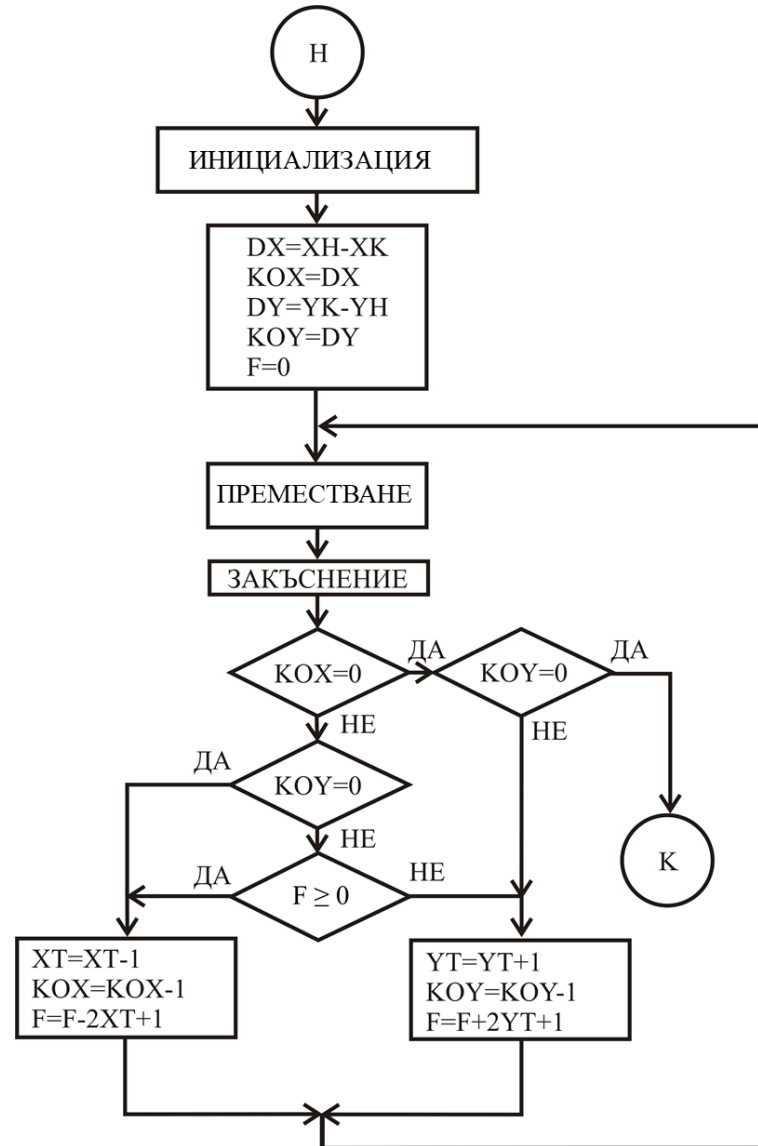 Н
ИНИЦИАЛИЗАЦИЯ
DX=XH-XK
KOX=DX
DY=YK-YH
KOY=DY
F=0
ПРЕМЕСТВАНЕ
ЗАКЪСНЕНИЕ
KOX=0
ДА
KOY=0
ДА
НЕ
НЕ
ДА
KOY=0
НЕ
ДА
F ≥ 0
НЕ
K
XT=XT-1
KOX=KOX-1
F=F-2XT+1
YT=YT+1
KOY=KOY-1
F=F+2YT+1